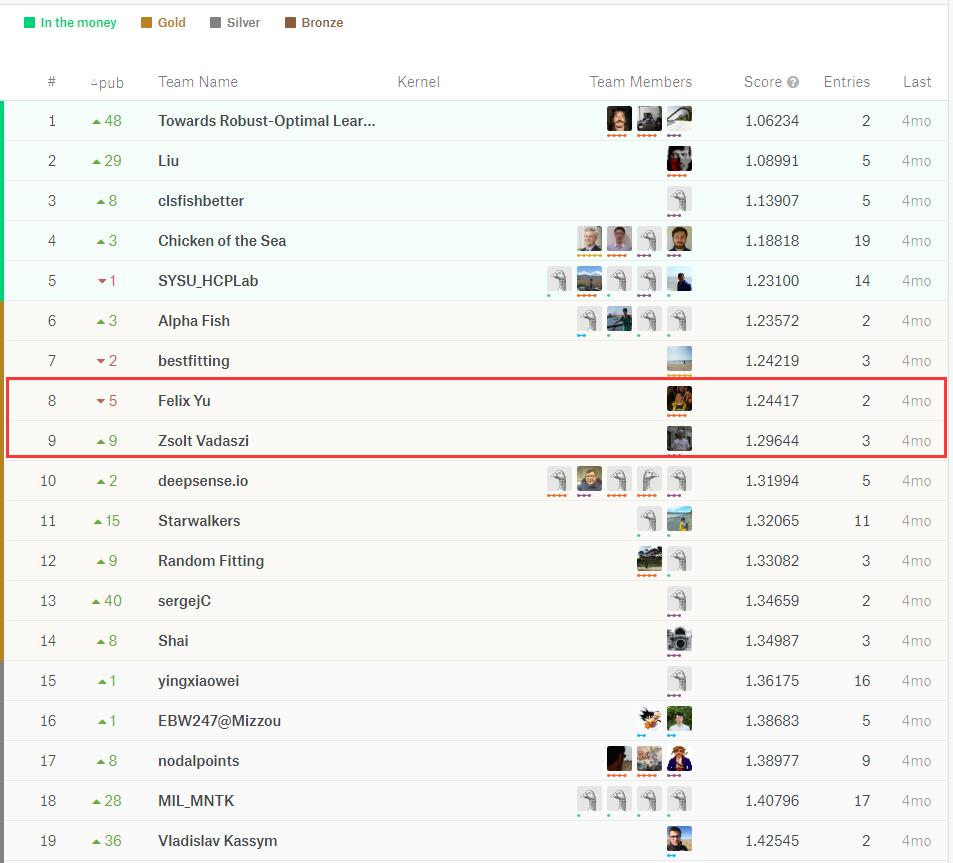 In the money Gold Silver Bronze
# △pub Team Name Kernel Team Members Score ? Entries Last
1 ▲ 48 Towards Robust-Optimal Lear... 1.06234 2 4mo
2 ▲ 29 Liu 1.08991 5 4mo
3 ▲ 8 clsfishbetter 1.13907 5 4mo
4 ▲ 3 Chicken of the Sea 1.18818 19 4mo
5 ▼ 1 SYSU_HCPLab 1.23100 14 4mo
6 ▲ 3 Alpha Fish 1.23572 2 4mo
7 ▼ 2 bestfitting 1.24219 3 4mo
8 ▼ 5 Felix Yu 1.24417 2 4mo
9 ▲ 9 Zsolt Vadaszi 1.29644 3 4mo
10 ▲ 2 deepsense.io 1.31994 5 4mo
11 ▲ 15 Starwalkers 1.32065 11 4mo
12 ▲ 9 Random Fitting 1.33082 3 4mo
13 ▲ 40 sergejC 1.34659 2 4mo
14 ▲ 8 Shai 1.34987 3 4mo
15 ▲ 1 yingxiaowei 1.36175 16 4mo
16 ▲ 1 EBW247@Mizzou 1.38683 5 4mo
17 ▲ 8 nodalpoints 1.38977 9 4mo
18 ▲ 28 MIL_MNTK 1.40796 17 4mo
19 ▲ 36 Vladislav Kassym 1.42545 2 4mo